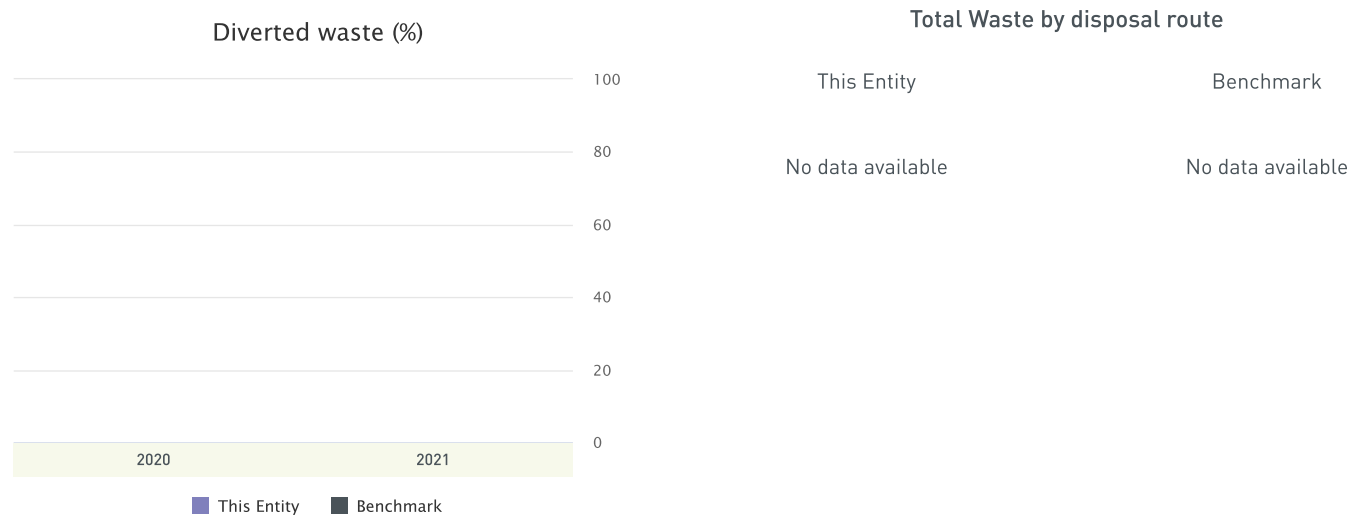 Diverted waste (%)
100
80
60
40
20
0
2020 2021
This Entity Benchmark
Total Waste by disposal route
This Entity Benchmark
No data available No data available